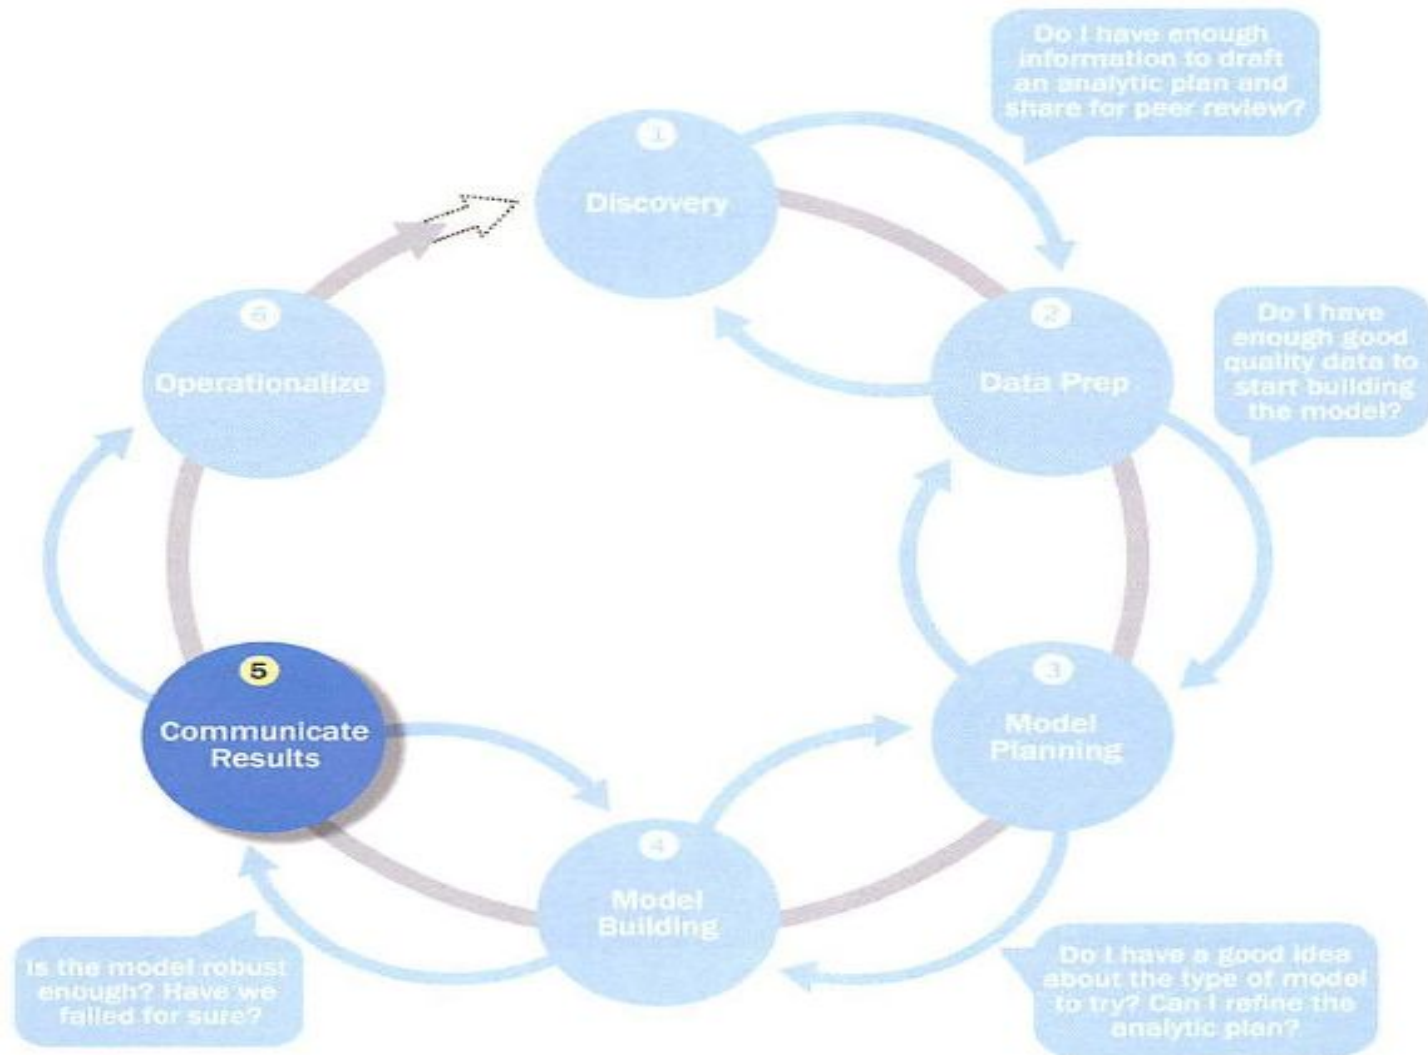 Do I have enough
information to draft
an analytic plan and
share for peer review?
1
Discovery
2
Data Prep
Do I have
enough good
quality data to
start building
the model?
3
Model
Planning
Do I have a good idea
about the type of model
to try? Can I refine the
analytic plan?
4
Model
Building
Is the model robust
enough? Have we
failed for sure?
5
Communicate
Results
6
Operationalize